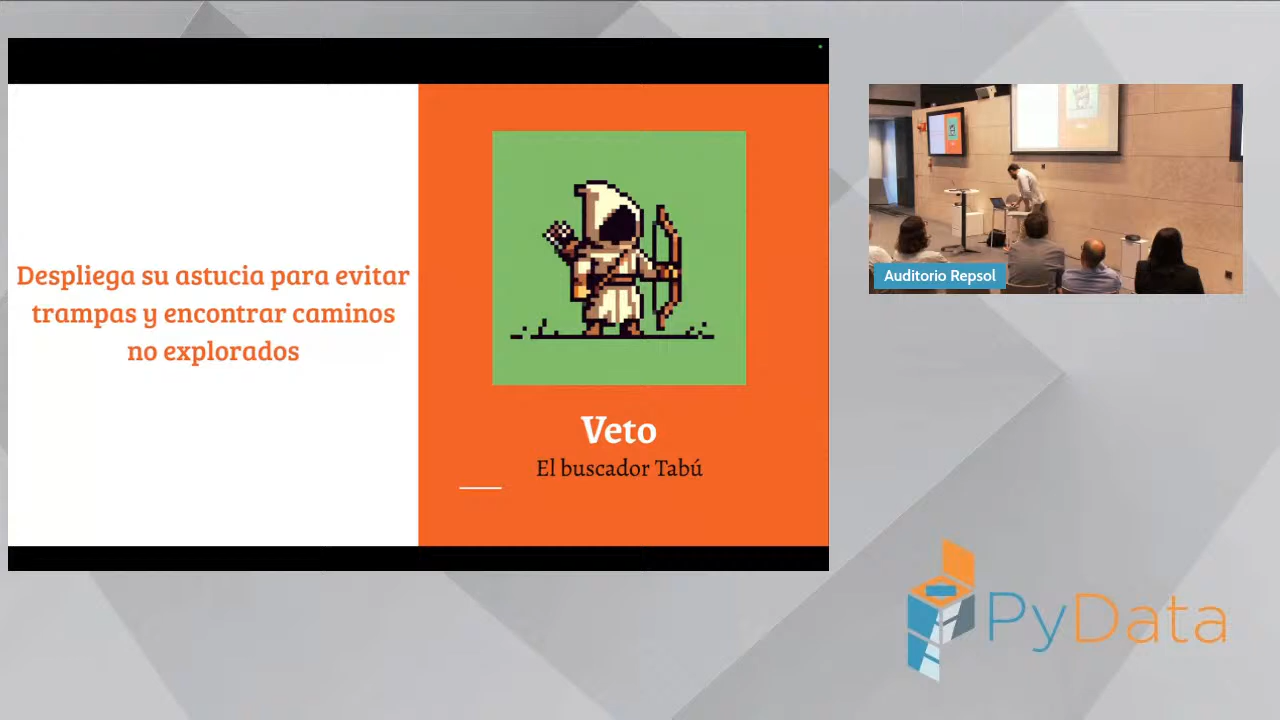 Despliega su astucia para evitar
trampas y encontrar caminos
no explorados
Veto
El buscador Tabú
Auditorio Repsol
PyData